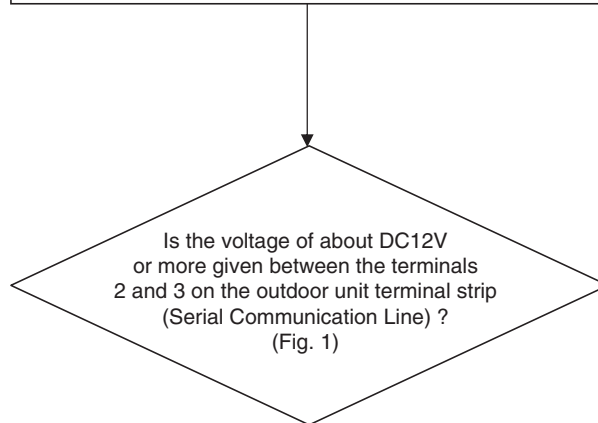 Is the voltage of about DC12V
or more given between the terminals
2 and 3 on the outdoor unit terminal strip
(Serial Communication Line) ?
(Fig. 1)